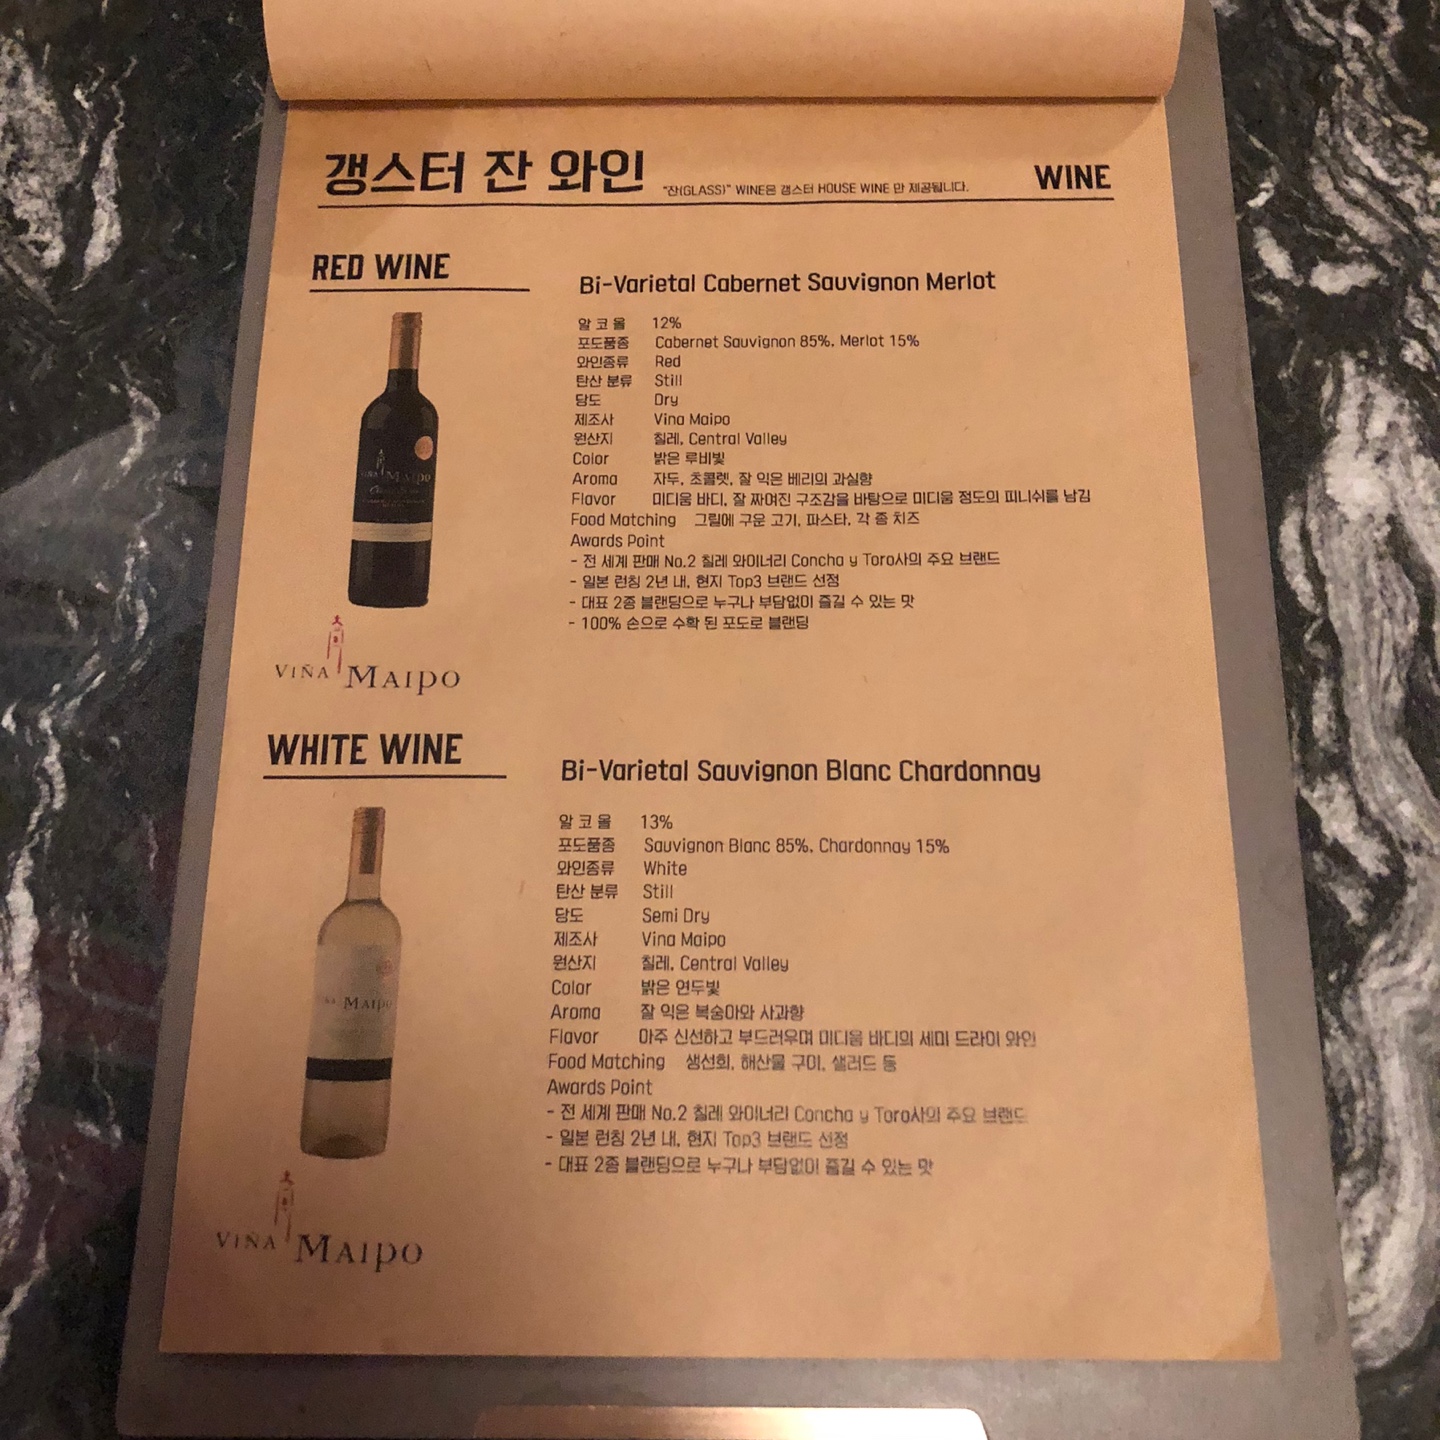 갱스터 잔 와인 "잔(GLASS)" WINE은 갱스터 HOUSE WINE 만 제공됩니다. WINE
RED WINE
Bi-Varietal Cabernet Sauvignon Merlot
알 코 올 12%
포도품종 Cabernet Sauvignon 85%. Merlot 15%
와인종류 Red
탄산 분류 Still
당도 Dry
제조사 Vina Maipo
원산지 칠레. Central Valley
Color 밝은 루비빛
Aroma 자두, 초콜렛, 잘 익은 베리의 과실향
Flavor 미디움 바디, 잘 짜여진 구조감을 바탕으로 미디움 정도의 피니쉬를 남김
Food Matching 그릴에 구운 고기, 파스타, 각 종 치즈
Awards Point
- 전 세계 판매 No.2 칠레 와이너리 Concha y Toro사의 주요 브랜드
- 일본 런칭 2년 내, 현지 Top3 브랜드 선정
- 대표 2종 블랜딩으로 누구나 부담없이 즐길 수 있는 맛
- 100% 손으로 수확 된 포도로 블랜딩
VIÑA MAIPO
VIÑA MAIPO
WHITE WINE
Bi-Varietal Sauvignon Blanc Chardonnay
알 코 올 13%
포도품종 Sauvignon Blanc 85%. Chardonnay 15%
와인종류 White
탄산 분류 Still
당도 Semi Dry
제조사 Vina Maipo
원산지 칠레. Central Valley
Color 밝은 연두빛
Aroma 잘 익은 복숭아와 사과향
Flavor 아주 신선하고 부드러우며 미디움 바디의 세미 드라이 와인
Food Matching 생선회, 해산물 구이, 샐러드 등
Awards Point
- 전 세계 판매 No.2 칠레 와이너리 Concha y Toro사의 주요 브랜드
- 일본 런칭 2년 내, 현지 Top3 브랜드 선정
- 대표 2종 블랜딩으로 누구나 부담없이 즐길 수 있는 맛
MAIPO
VIÑA MAIPO